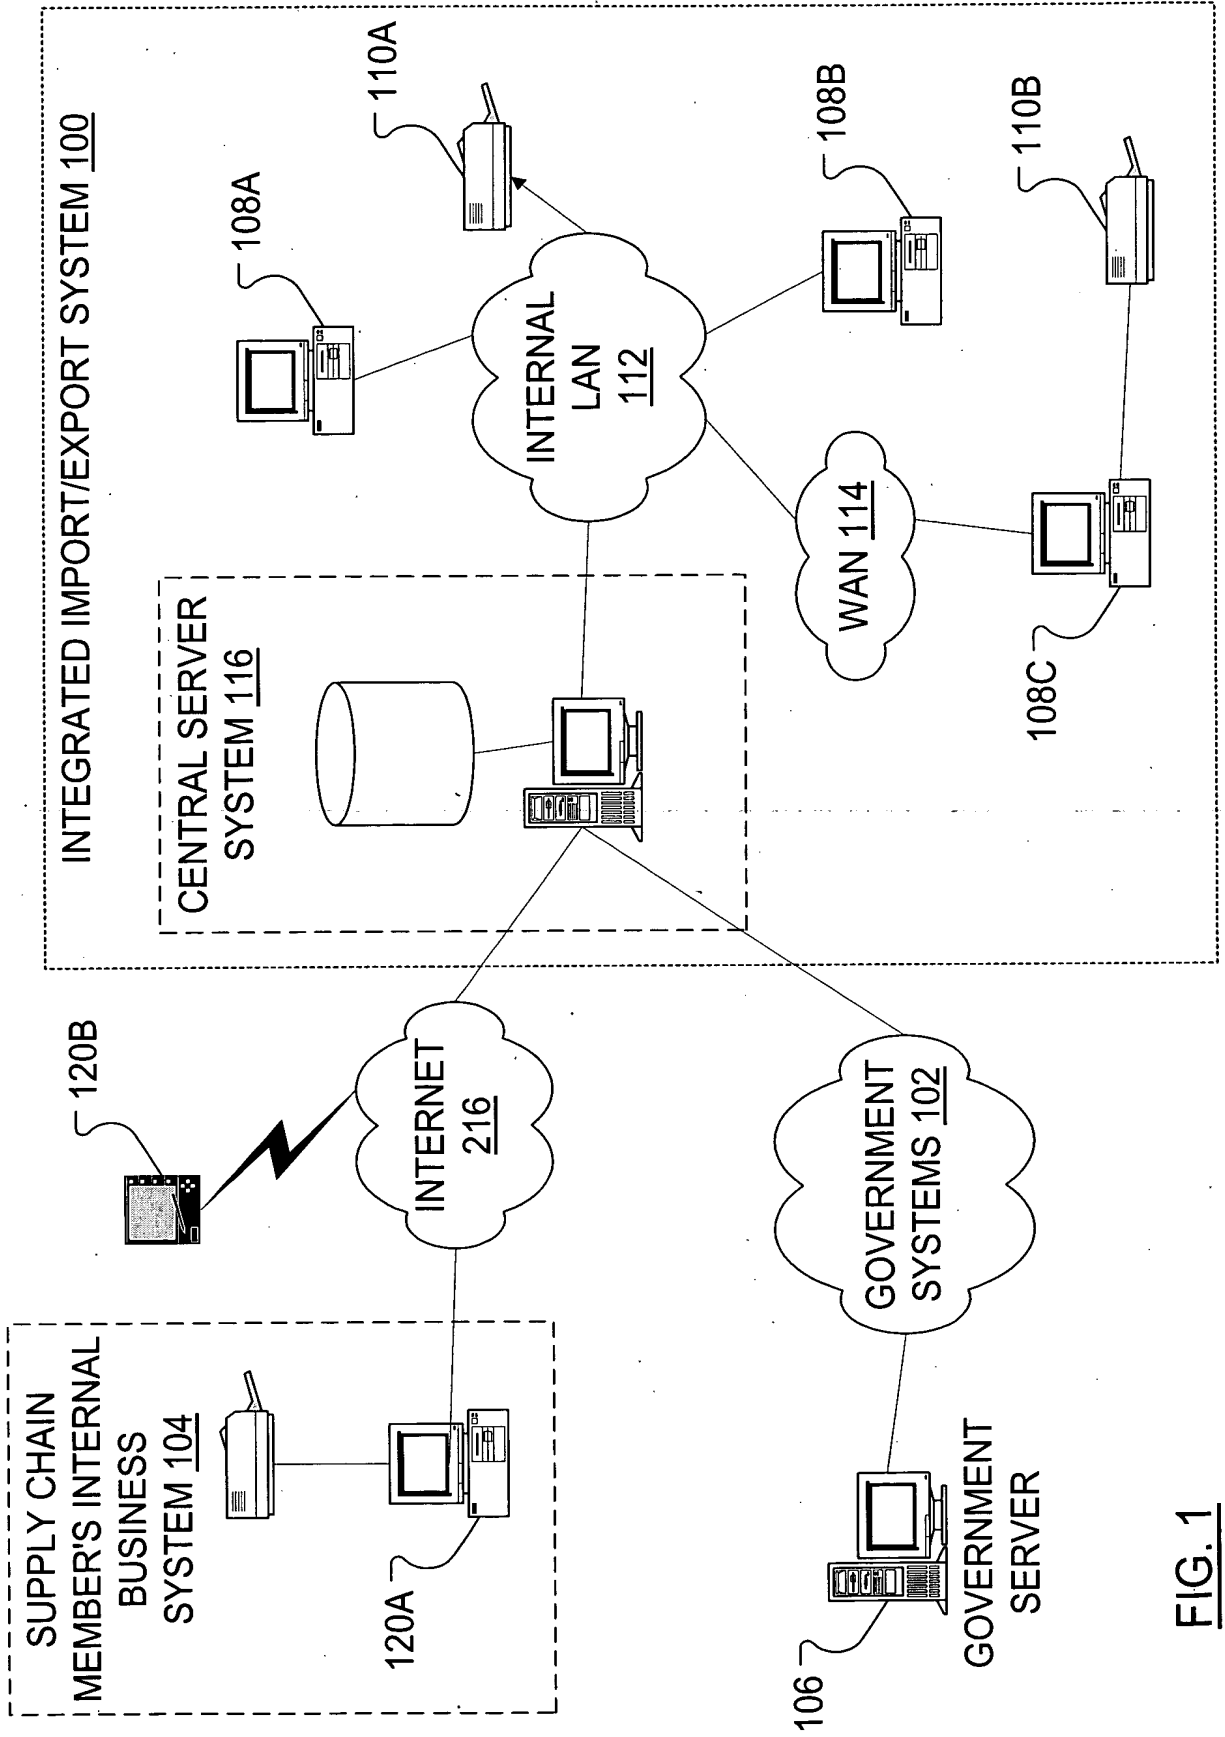 INTEGRATED IMPORT/EXPORT SYSTEM 100
SUPPLY CHAIN
MEMBER'S INTERNAL
BUSINESS
SYSTEM 104
120A
120B
INTERNET
216
CENTRAL SERVER
SYSTEM 116
108A
110A
INTERNAL
LAN
112
108B
WAN 114
108C
110B
GOVERNMENT
SYSTEMS 102
106
GOVERNMENT
SERVER
FIG. 1